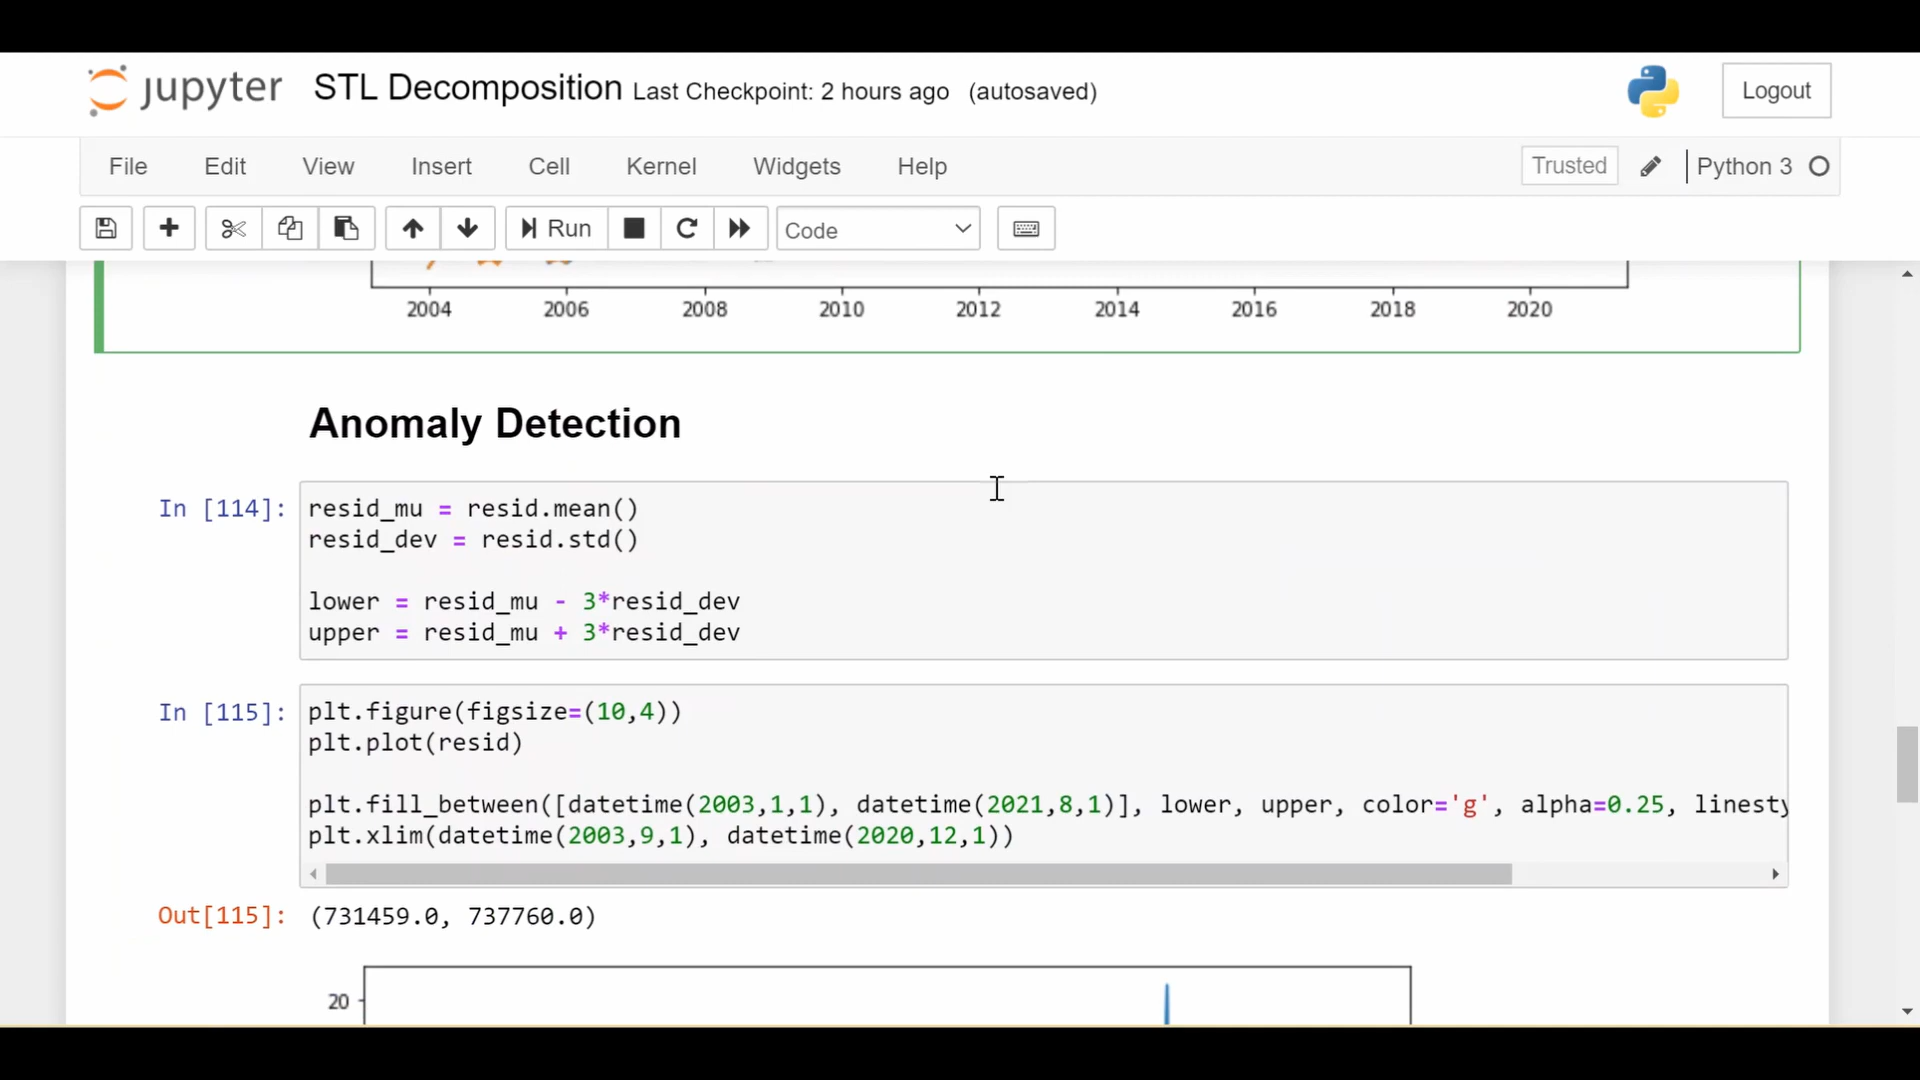 jupyter STL Decomposition Last Checkpoint: 2 hours ago (autosaved) Logout
File Edit View Insert Cell Kernel Widgets Help Trusted Python 3
Run Code
2004 2006 2008 2010 2012 2014 2016 2018 2020
Anomaly Detection
In [114]: resid_mu = resid.mean()
resid_dev = resid.std()
lower = resid_mu - 3*resid_dev
upper = resid_mu + 3*resid_dev
In [115]: plt.figure(figsize=(10,4))
plt.plot(resid)
plt.fill_between([datetime(2003,1,1), datetime(2021,8,1)], lower, upper, color='g', alpha=0.25, linesty
plt.xlim(datetime(2003,9,1), datetime(2020,12,1))
Out[115]: (731459.0, 737760.0)
20